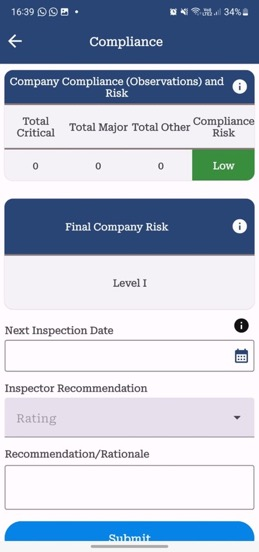 16:39 34%
Compliance
Company Compliance (Observations) and
Risk
Total
Critical
Total Major
Total Other
Compliance
Risk
0
0
0
Low
Final Company Risk
Level I
Next Inspection Date
Inspector Recommendation
Rating
Recommendation/Rationale
Submit